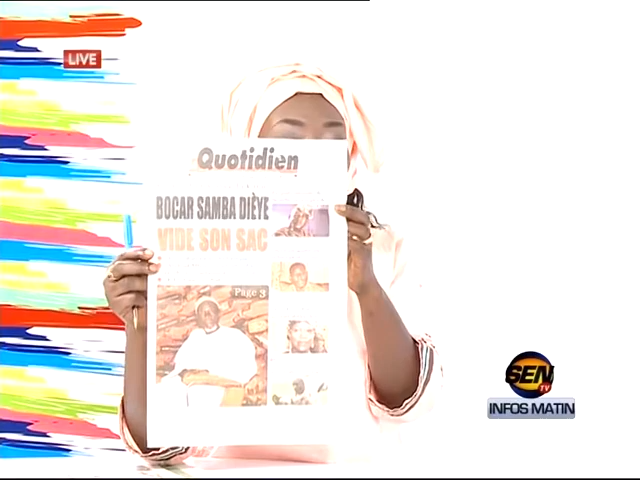 LIVE
Quotidien
BOCAR SAMBA DIÈYE
VIDE SON SAC
Page 3
SEN
TV
INFOS MATIN